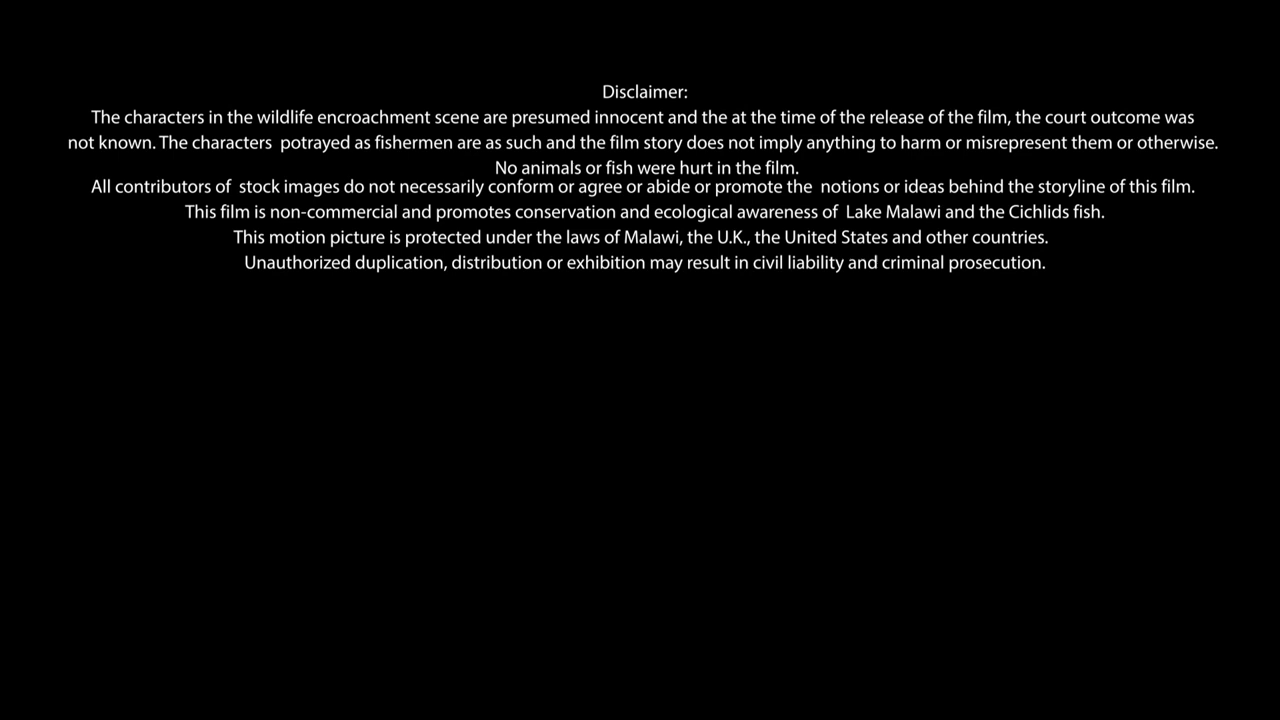 Disclaimer:
The characters in the wildlife encroachment scene are presumed innocent and the at the time of the release of the film, the court outcome was
not known. The characters  potrayed as fishermen are as such and the film story does not imply anything to harm or misrepresent them or otherwise.
No animals or fish were hurt in the film.
All contributors of  stock images do not necessarily conform or agree or abide or promote the  notions or ideas behind the storyline of this film.
This film is non-commercial and promotes conservation and ecological awareness of  Lake Malawi and the Cichlids fish.
This motion picture is protected under the laws of Malawi, the U.K., the United States and other countries.
Unauthorized duplication, distribution or exhibition may result in civil liability and criminal prosecution.